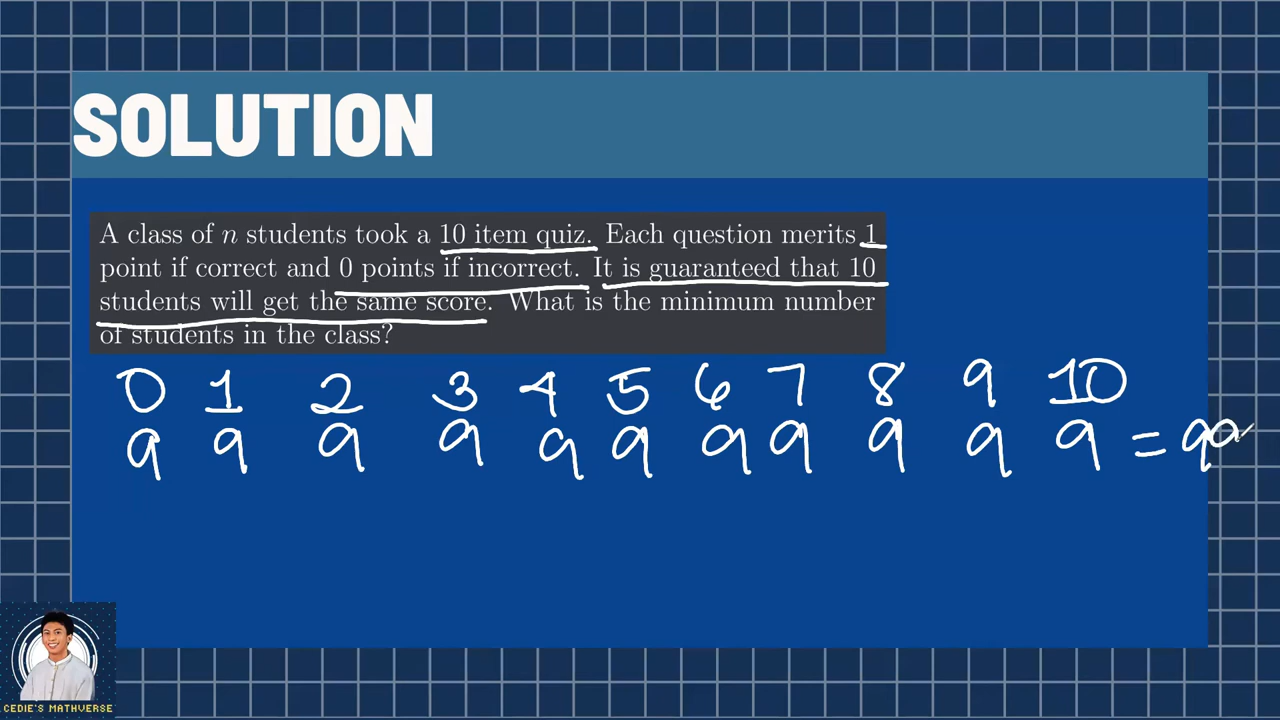 SOLUTION
A class of n students took a 10 item quiz. Each question merits 1
point if correct and 0 points if incorrect. It is guaranteed that 10
students will get the same score. What is the minimum number
of students in the class?
0 1 2 3 4 5 6 7 8 9 10
9 9 9 9 9 9 9 9 9 9 9 = 99
CEDIE'S MATHVERSE